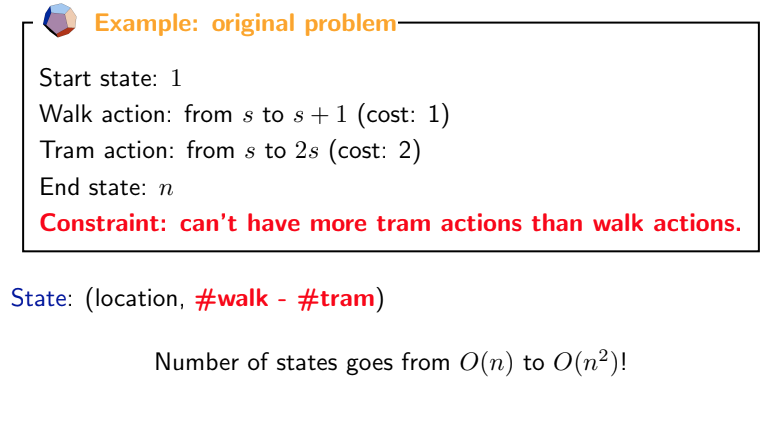 Example: original problem
Start state: 1
Walk action: from s to s + 1 (cost: 1)
Tram action: from s to 2s (cost: 2)
End state: n
Constraint: can't have more tram actions than walk actions.
State: (location, #walk - #tram)
Number of states goes from O(n) to O(n²)!